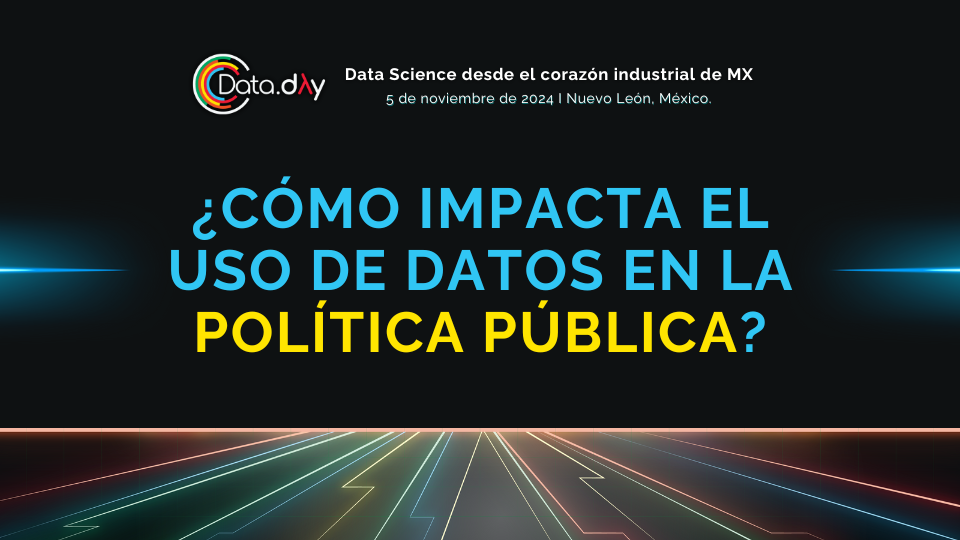 Data.dλy
Data Science desde el corazón industrial de MX
5 de noviembre de 2024 I Nuevo León, México.
¿CÓMO IMPACTA EL
USO DE DATOS EN LA
POLÍTICA PÚBLICA?